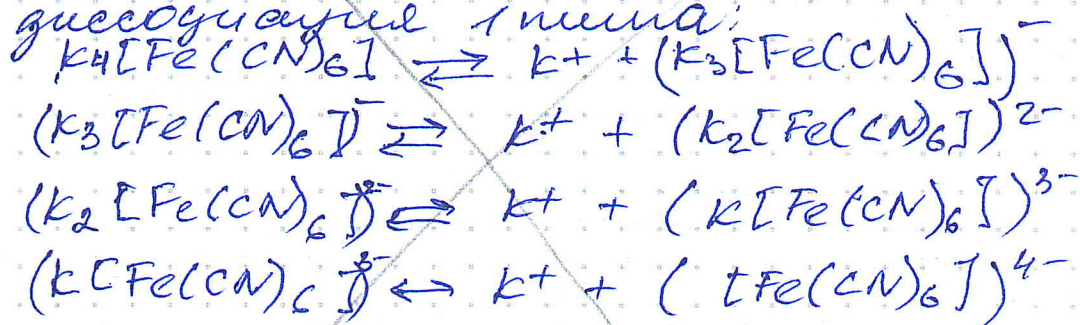 диссоциация 1 типа:
K4[Fe(CN)6] ⇄ K+ + (K3[Fe(CN)6])-
(K3[Fe(CN)6])- ⇄ K+ + (K2[Fe(CN)6])2-
(K2[Fe(CN)6])2- ⇄ K+ + (K[Fe(CN)6])3-
(K[Fe(CN)6])3- ↔ K+ + ([Fe(CN)6])4-